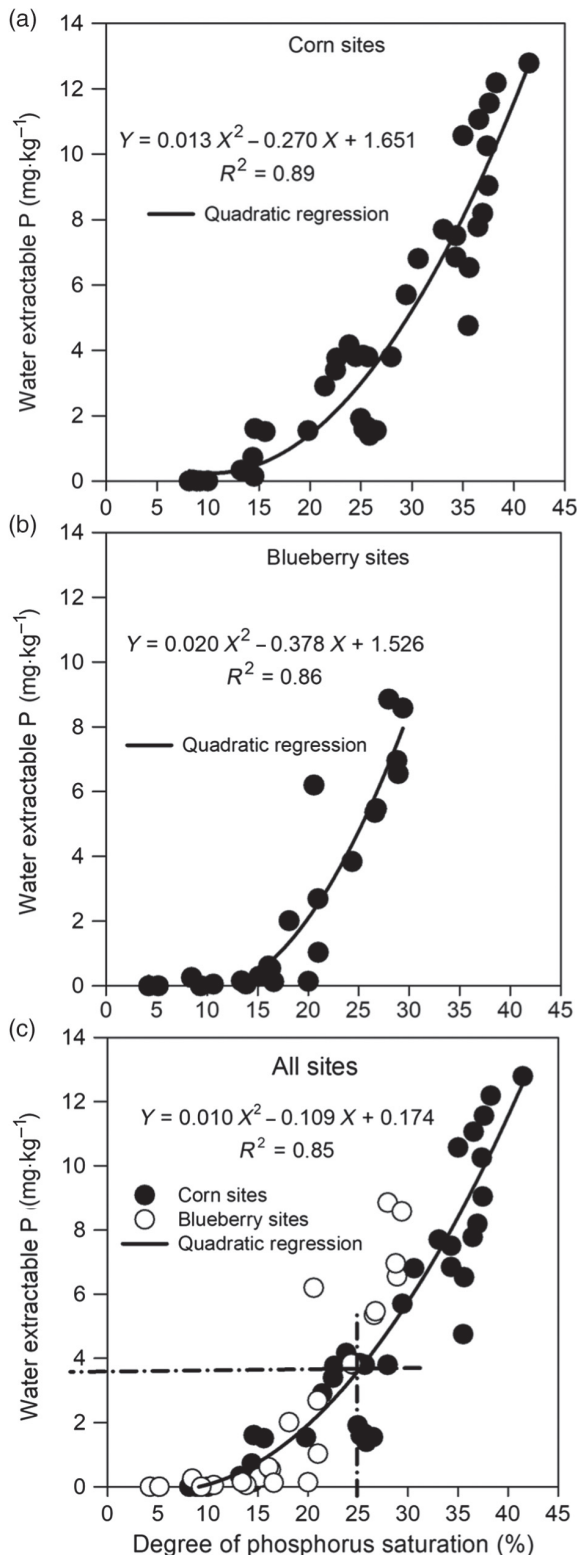 (a)
14
12
10
8
6
4
2
0
Water extractable P (mg·kg⁻¹)
Corn sites
Y = 0.013 X² – 0.270 X + 1.651
R² = 0.89
Quadratic regression
0 5 10 15 20 25 30 35 40 45
(b)
14
12
10
8
6
4
2
0
Water extractable P (mg·kg⁻¹)
Blueberry sites
Y = 0.020 X² – 0.378 X + 1.526
R² = 0.86
Quadratic regression
0 5 10 15 20 25 30 35 40 45
(c)
14
12
10
8
6
4
2
0
Water extractable P (mg·kg⁻¹)
All sites
Y = 0.010 X² – 0.109 X + 0.174
R² = 0.85
Corn sites
Blueberry sites
Quadratic regression
0 5 10 15 20 25 30 35 40 45
Degree of phosphorus saturation (%)